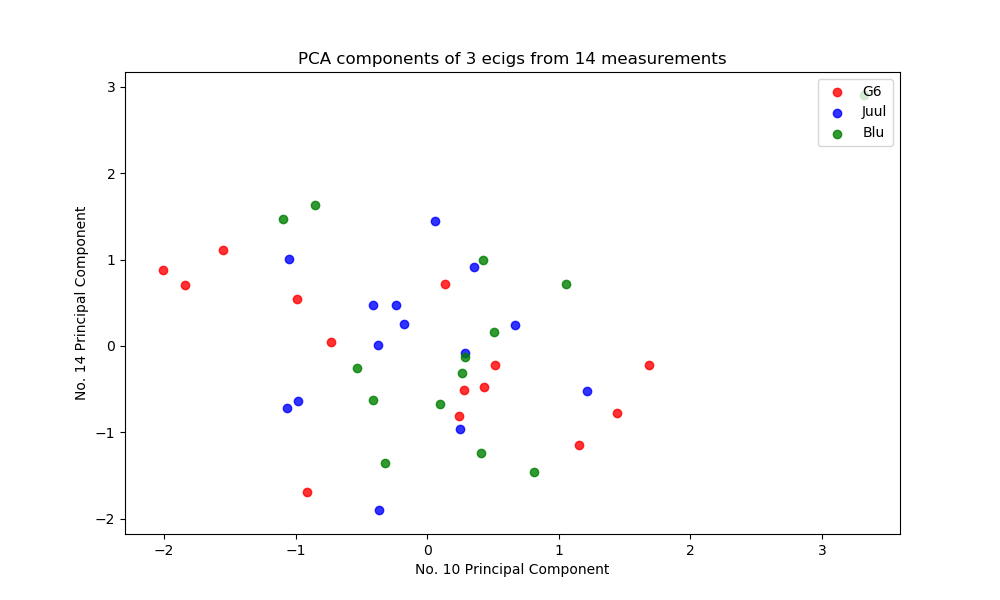 PCA components of 3 ecigs from 14 measurements
G6
Juul
Blu
3
2
1
0
−1
−2
No. 14 Principal Component
−2
−1
0
1
2
3
No. 10 Principal Component